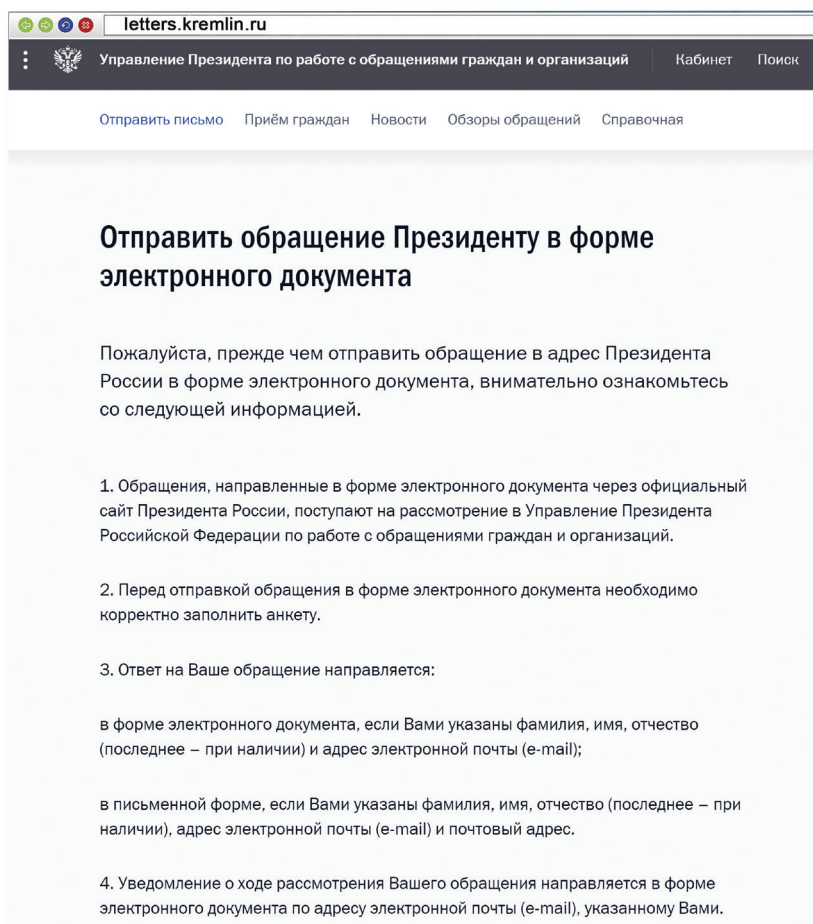 letters.kremlin.ru
Управление Президента по работе с обращениями граждан и организаций Кабинет Поиск
Отправить письмо Приём граждан Новости Обзоры обращений Справочная
Отправить обращение Президенту в форме
электронного документа
Пожалуйста, прежде чем отправить обращение в адрес Президента
России в форме электронного документа, внимательно ознакомьтесь
со следующей информацией.
1. Обращения, направленные в форме электронного документа через официальный
сайт Президента России, поступают на рассмотрение в Управление Президента
Российской Федерации по работе с обращениями граждан и организаций.
2. Перед отправкой обращения в форме электронного документа необходимо
корректно заполнить анкету.
3. Ответ на Ваше обращение направляется:
в форме электронного документа, если Вами указаны фамилия, имя, отчество
(последнее – при наличии) и адрес электронной почты (e-mail);
в письменной форме, если Вами указаны фамилия, имя, отчество (последнее – при
наличии), адрес электронной почты (e-mail) и почтовый адрес.
4. Уведомление о ходе рассмотрения Вашего обращения направляется в форме
электронного документа по адресу электронной почты (e-mail), указанному Вами.